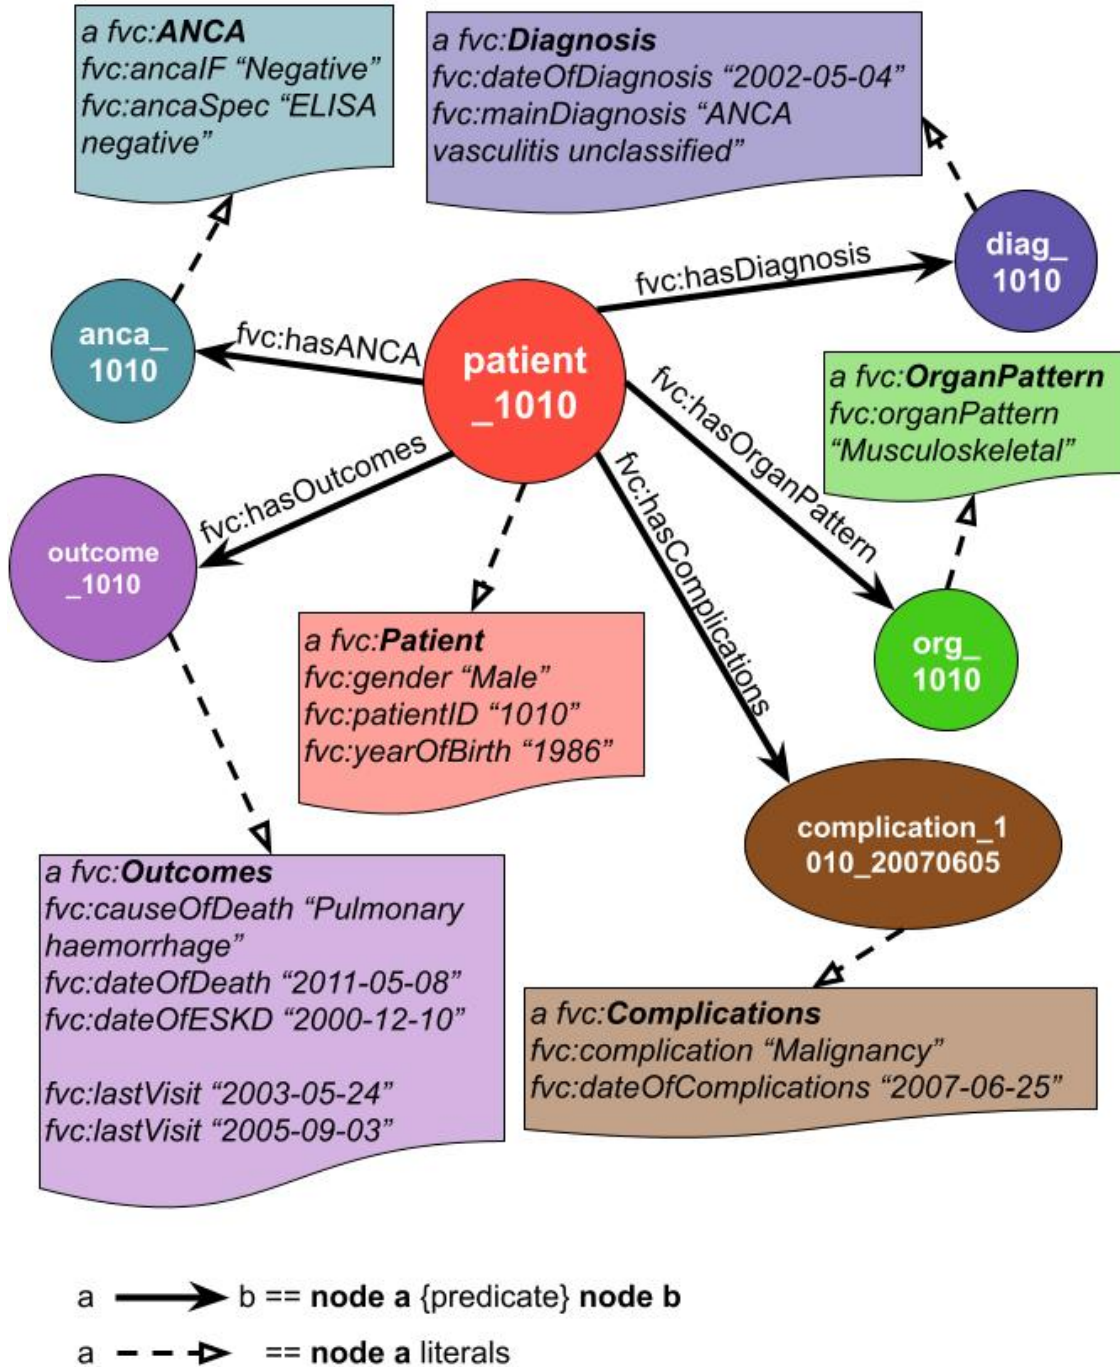 a fvc:ANCA
fvc:ancaIF “Negative”
fvc:ancaSpec “ELISA
negative”
a fvc:Diagnosis
fvc:dateOfDiagnosis “2002-05-04”
fvc:mainDiagnosis “ANCA
vasculitis unclassified”
diag_
1010
fvc:hasDiagnosis
anca_
1010
fvc:hasANCA
patient
_1010
a fvc:OrganPattern
fvc:organPattern
“Musculoskeletal”
fvc:hasOrganPattern
fvc:hasOutcomes
fvc:hasComplications
outcome
_1010
org_
1010
a fvc:Patient
fvc:gender “Male”
fvc:patientID “1010”
fvc:yearOfBirth “1986”
complication_1
010_20070605
a fvc:Outcomes
fvc:causeOfDeath “Pulmonary
haemorrhage”
fvc:dateOfDeath “2011-05-08”
fvc:dateOfESKD “2000-12-10”
fvc:lastVisit “2003-05-24”
fvc:lastVisit “2005-09-03”
a fvc:Complications
fvc:complication “Malignancy”
fvc:dateOfComplications “2007-06-25”
a b == node a {predicate} node b
a == node a literals